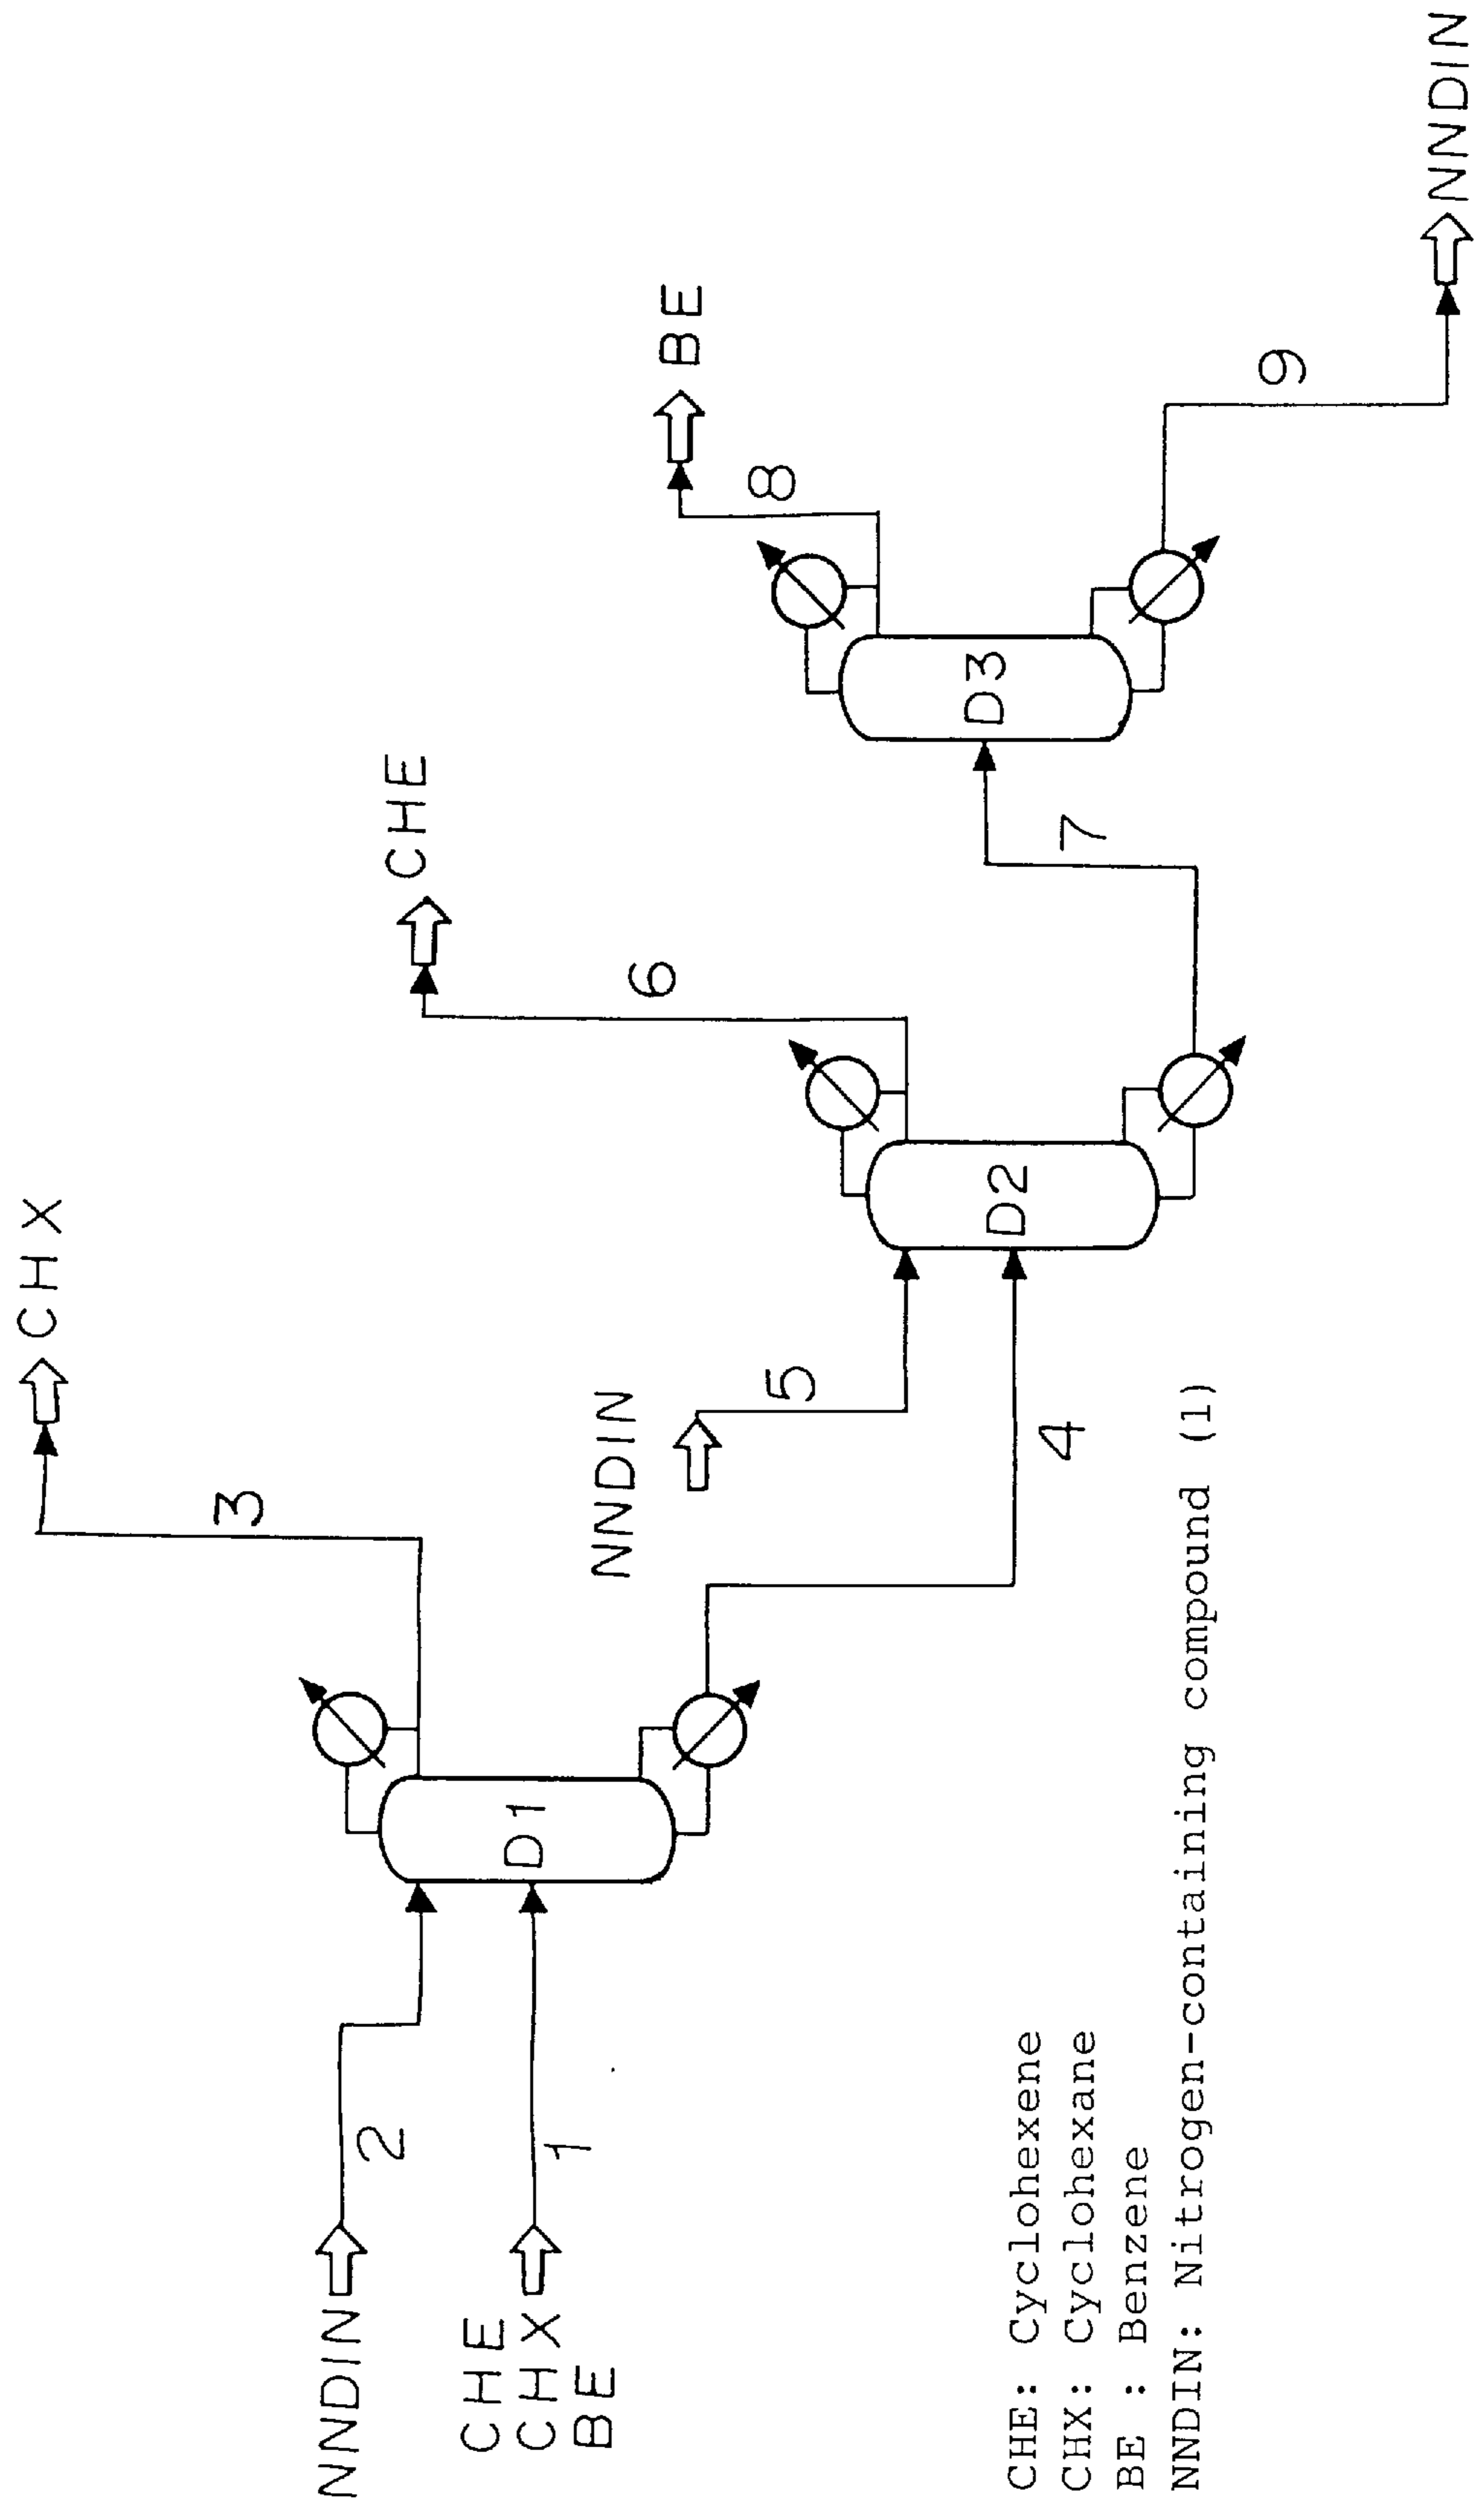 CHX
3
CHE
6
BE
8
NNDIN
2
CHE
CHX
BE
1
D1
NNDIN
5
4
D2
7
D3
9
NNDIN
CHE: Cyclohexene
CHX: Cyclohexane
BE : Benzene
NNDIN: Nitrogen-containing compound (1)